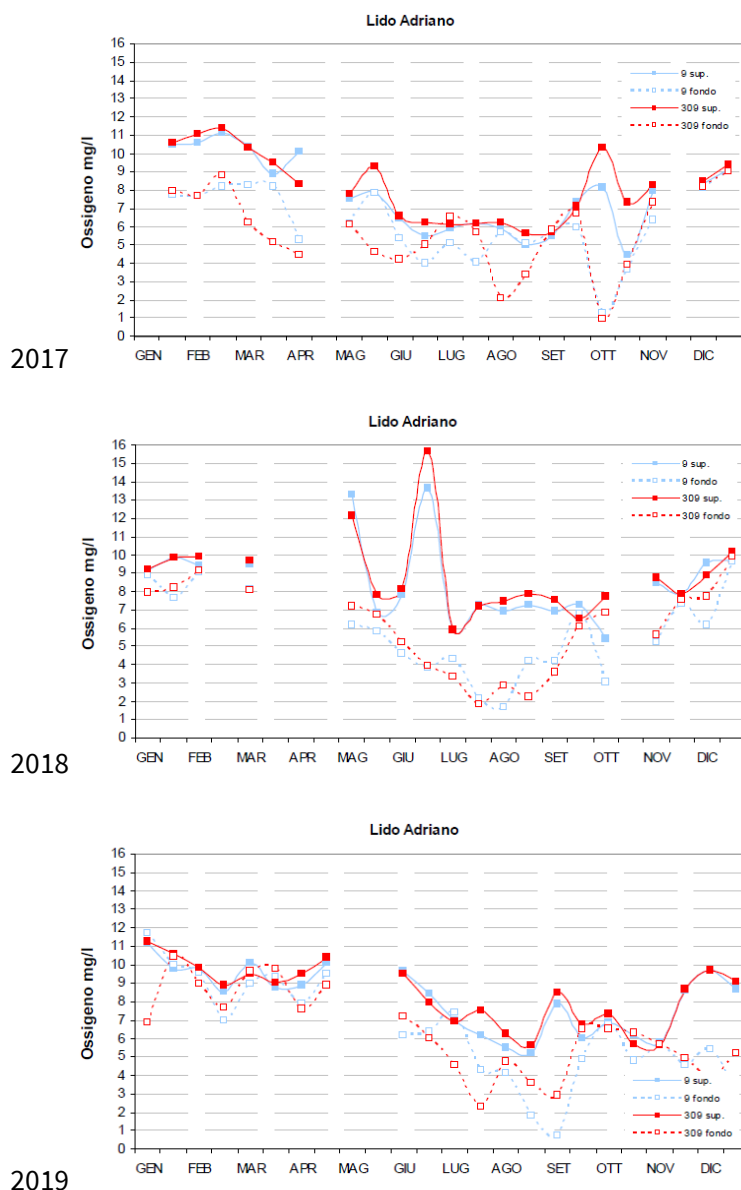 Lido Adriano
16
15
14
13
12
11
10
9
8
7
6
5
4
3
2
1
0
Ossigeno mg/l
9 sup.
9 fondo
309 sup.
309 fondo
GEN FEB MAR APR MAG GIU LUG AGO SET OTT NOV DIC
2017
Lido Adriano
16
15
14
13
12
11
10
9
8
7
6
5
4
3
2
1
0
Ossigeno mg/l
9 sup.
9 fondo
309 sup.
309 fondo
GEN FEB MAR APR MAG GIU LUG AGO SET OTT NOV DIC
2018
Lido Adriano
16
15
14
13
12
11
10
9
8
7
6
5
4
3
2
1
0
Ossigeno mg/l
9 sup.
9 fondo
309 sup.
309 fondo
GEN FEB MAR APR MAG GIU LUG AGO SET OTT NOV DIC
2019